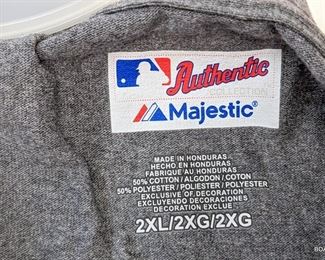 Authentic
COLLECTION
Majestic®
MADE IN HONDURAS
HECHO EN HONDURAS
FABRIQUE AU HONDURAS
50% COTTON / ALGODON / COTON
50% POLYESTER / POLIESTER / POLYESTER
EXCLUSIVE OF DECORATION
EXCLUYENDO DECORACIONES
DECORATION EXCLUE
2XL/2XG/2XG